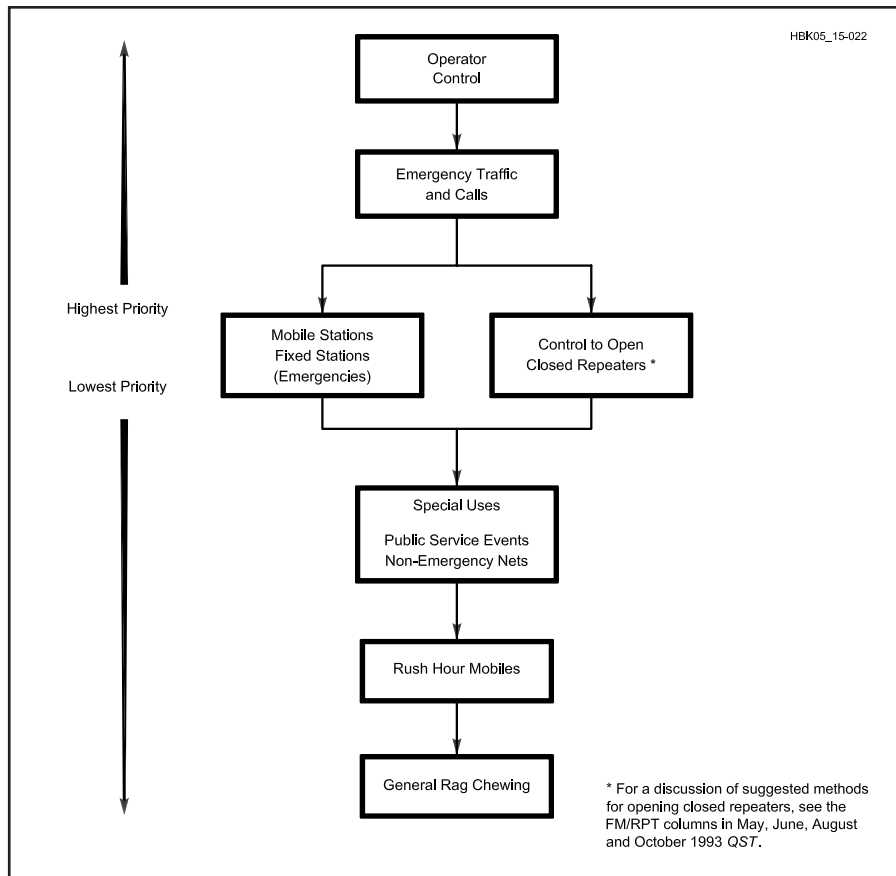 HBK05_15-022
Operator
Control
Emergency Traffic
and Calls
Highest Priority
Lowest Priority
Mobile Stations
Fixed Stations
(Emergencies)
Control to Open
Closed Repeaters *
Special Uses
Public Service Events
Non-Emergency Nets
Rush Hour Mobiles
General Rag Chewing
* For a discussion of suggested methods
for opening closed repeaters, see the
FM/RPT columns in May, June, August
and October 1993 QST.